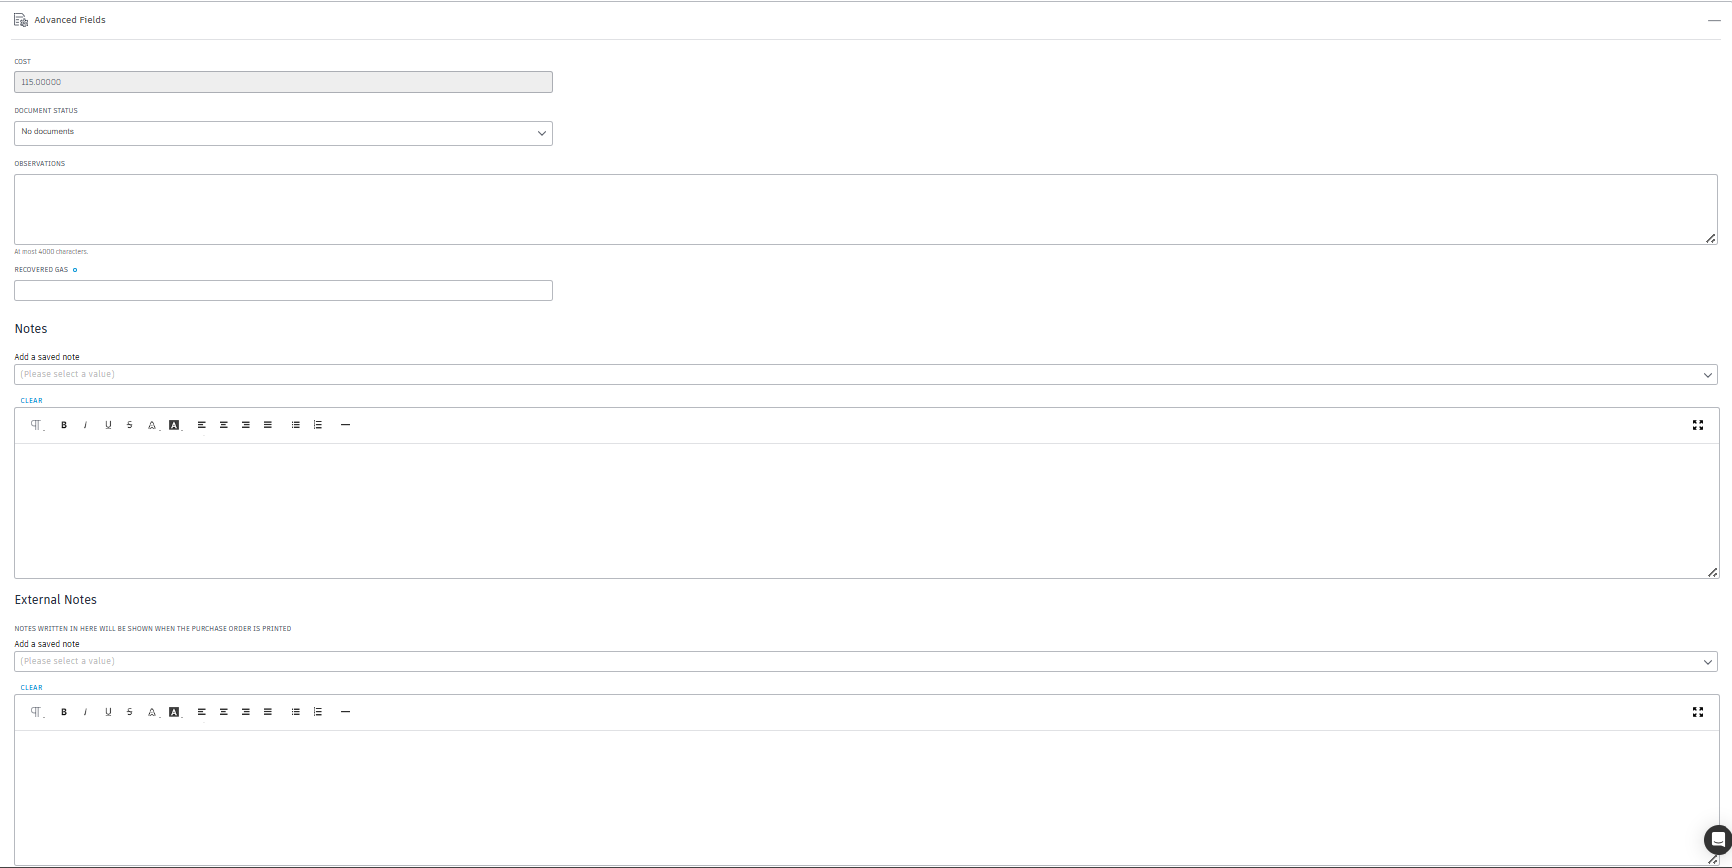 Advanced Fields
COST
115.00000
DOCUMENT STATUS
No documents
OBSERVATIONS
At most 4000 characters.
RECOVERED GAS
Notes
Add a saved note
(Please select a value)
CLEAR
B I U S A A
External Notes
NOTES WRITTEN IN HERE WILL BE SHOWN WHEN THE PURCHASE ORDER IS PRINTED
Add a saved note
(Please select a value)
CLEAR
B I U S A A